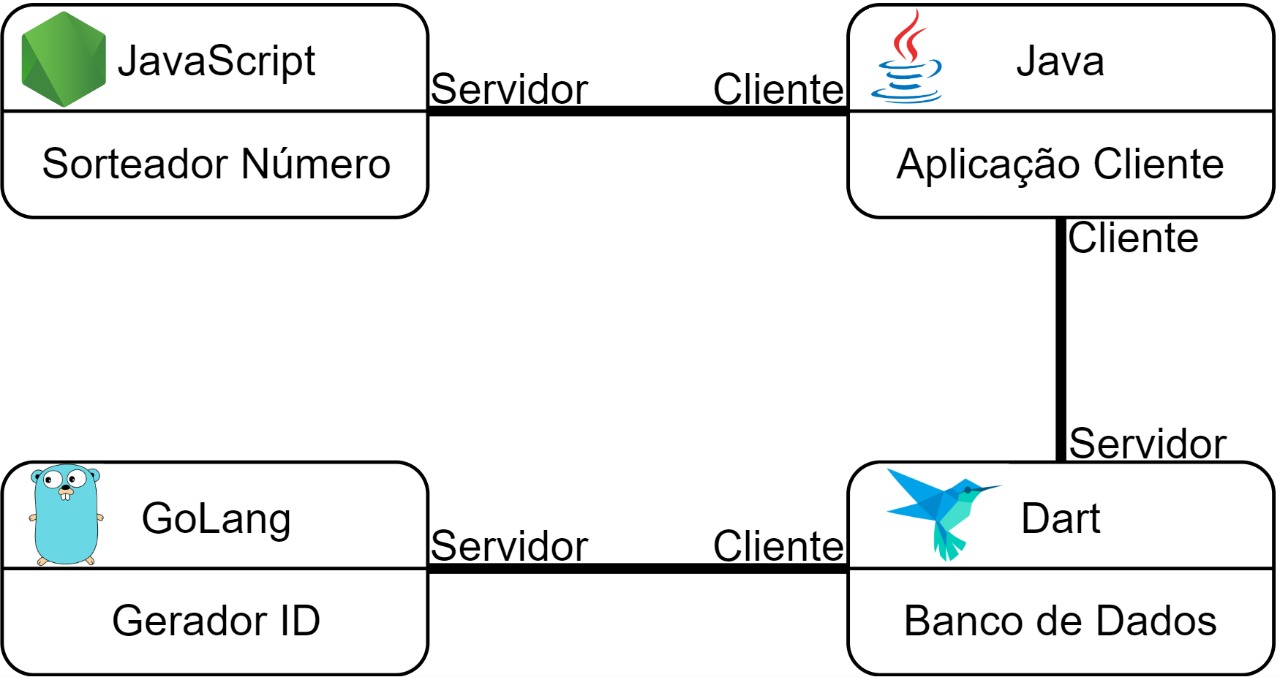 JavaScript
Servidor
Cliente
Java
Sorteador Número
Aplicação Cliente
Cliente
Servidor
GoLang
Servidor
Cliente
Dart
Gerador ID
Banco de Dados